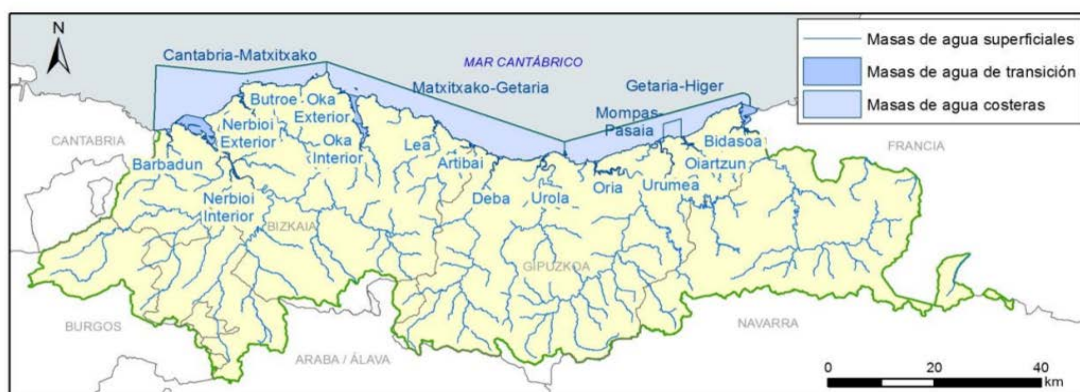 N
Cantabria-Matxitxako
MAR CANTÁBRICO
Matxitxako-Getaria
Getaria-Higer
Mompas-
Pasaia
Masas de agua superficiales
Masas de agua de transición
Masas de agua costeras
CANTABRIA
Butroe
Oka
Exterior
Nerbioi
Exterior
Oka
Interior
Barbadun
Lea
Artibai
Bidasoa
FRANCIA
Oiartzun
Nerbioi
Interior
Deba
Urola
Oria
Urumea
BIZKAIA
GIPUZKOA
BURGOS
ARABA / ÁLAVA
NAVARRA
0
20
40
km